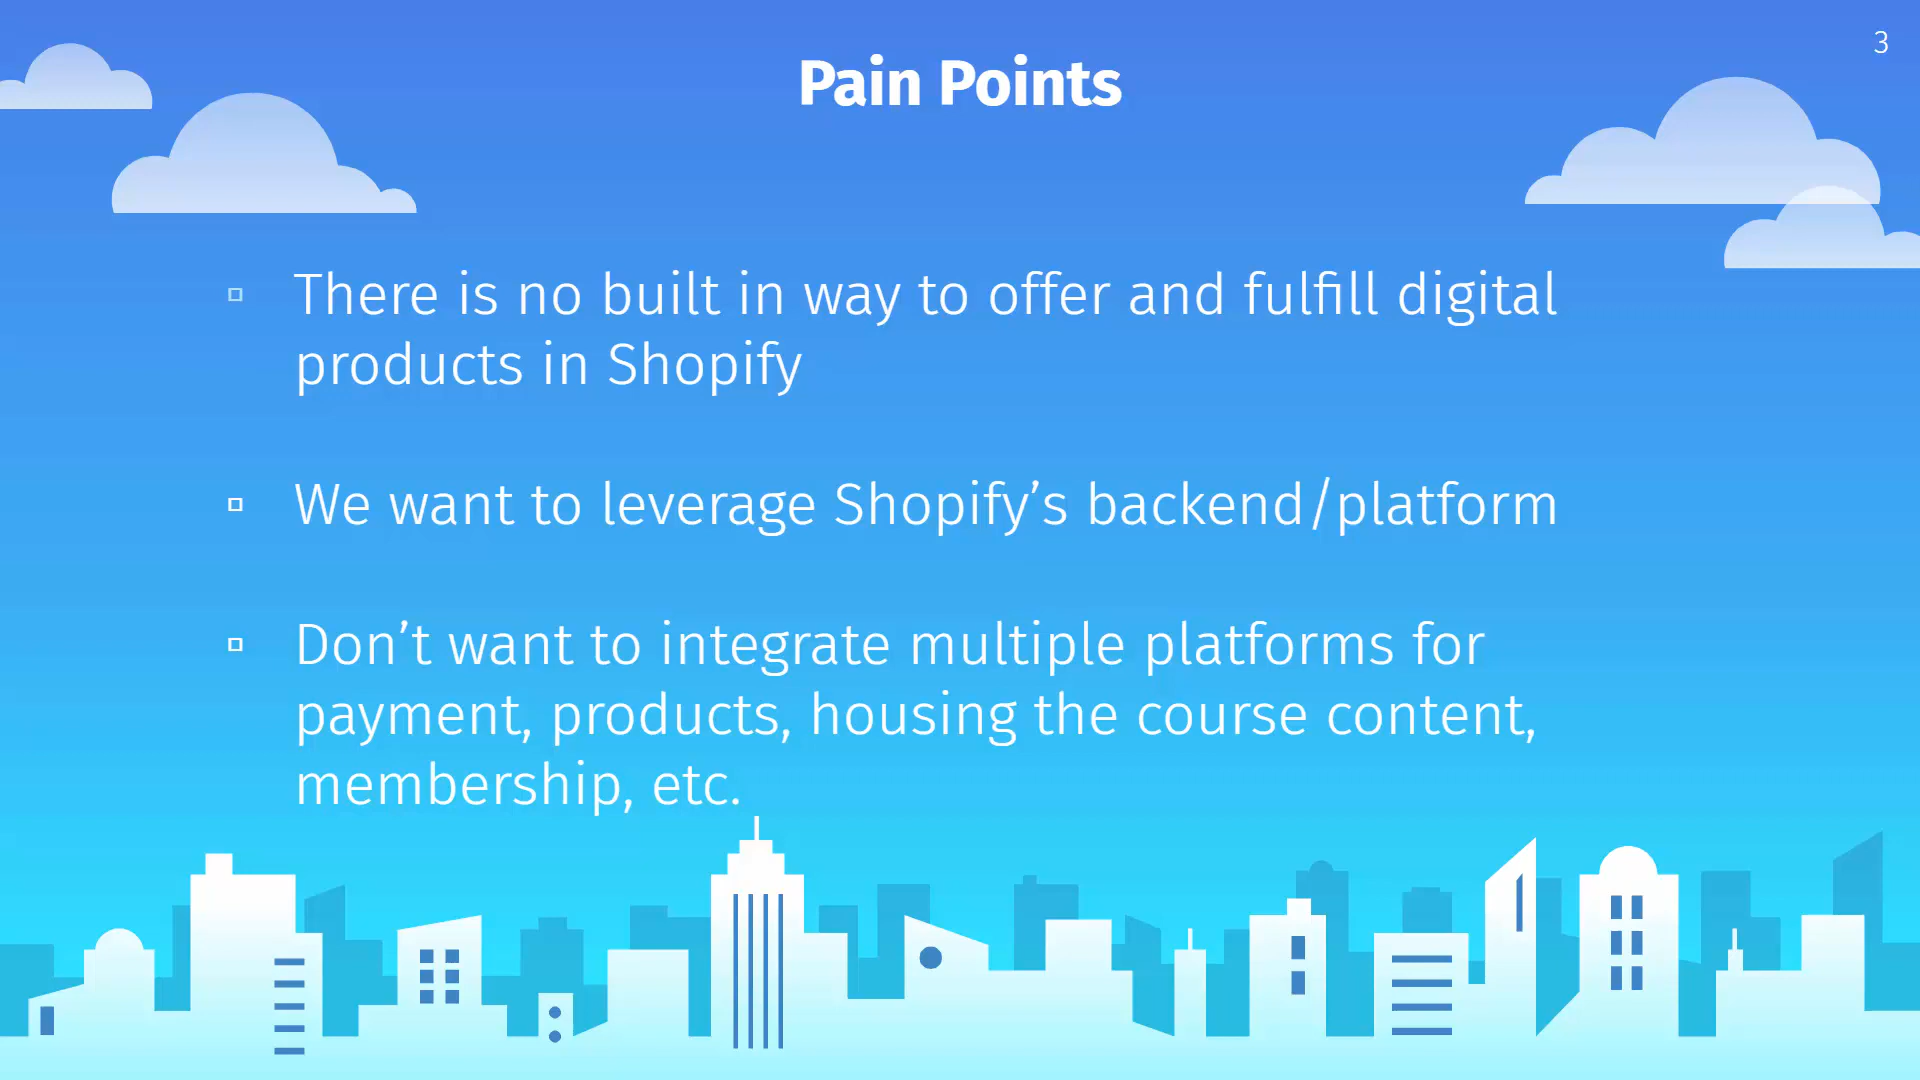 3
Pain Points
There is no built in way to offer and fulfill digital
products in Shopify
We want to leverage Shopify’s backend/platform
Don’t want to integrate multiple platforms for
payment, products, housing the course content,
membership, etc.